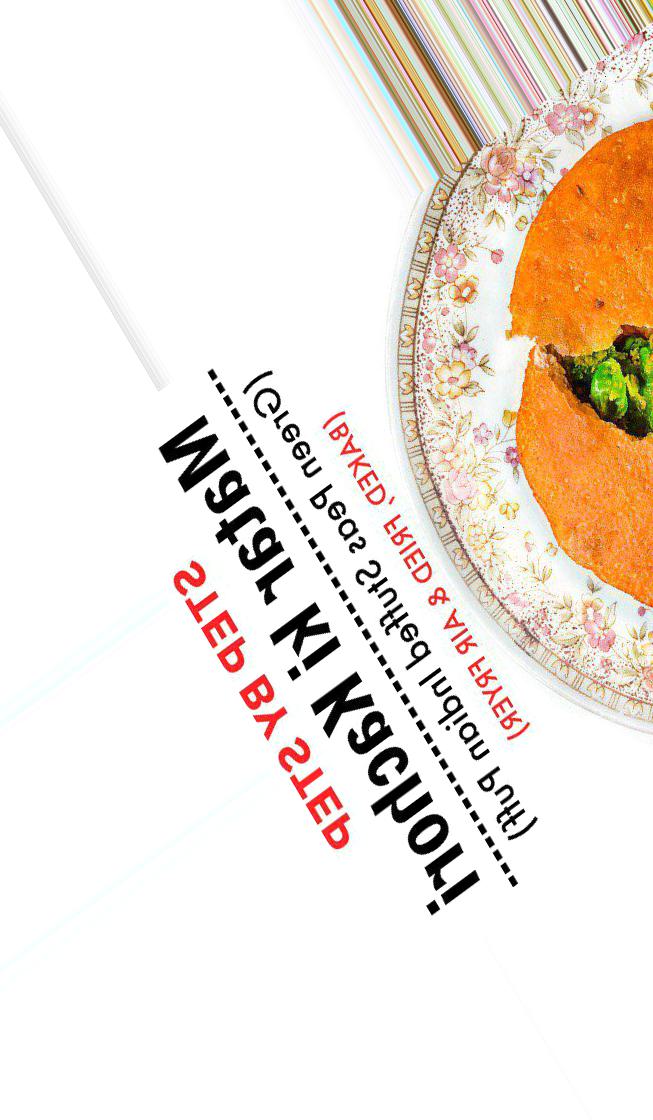 STEP BY STEP
Matar Ki Kachori
(Green Peas Stuffed Indian Puff)
(BAKED, FRIED & AIR FRYER)